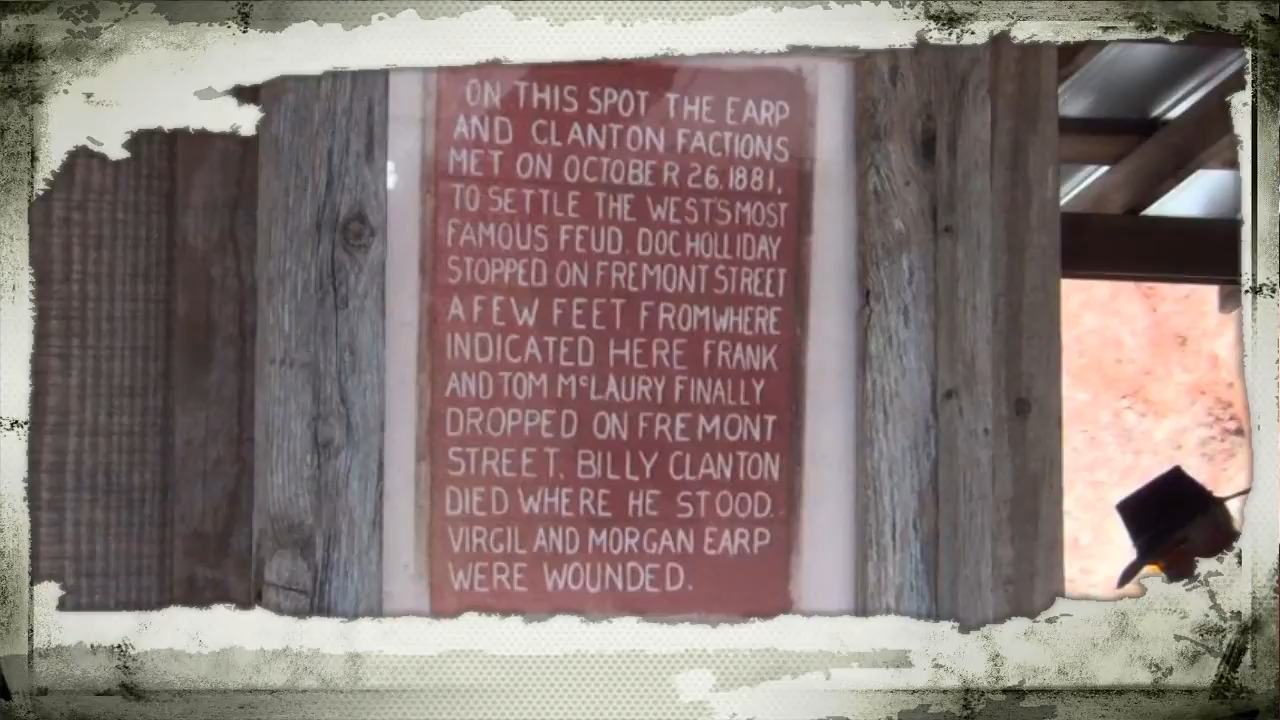 ON THIS SPOT THE EARP
AND CLANTON FACTIONS
MET ON OCTOBER 26, 1881,
TO SETTLE THE WEST'S MOST
FAMOUS FEUD. DOC HOLLIDAY
STOPPED ON FREMONT STREET
A FEW FEET FROM WHERE
INDICATED HERE FRANK
AND TOM McLAURY FINALLY
DROPPED ON FREMONT
STREET. BILLY CLANTON
DIED WHERE HE STOOD.
VIRGIL AND MORGAN EARP
WERE WOUNDED.